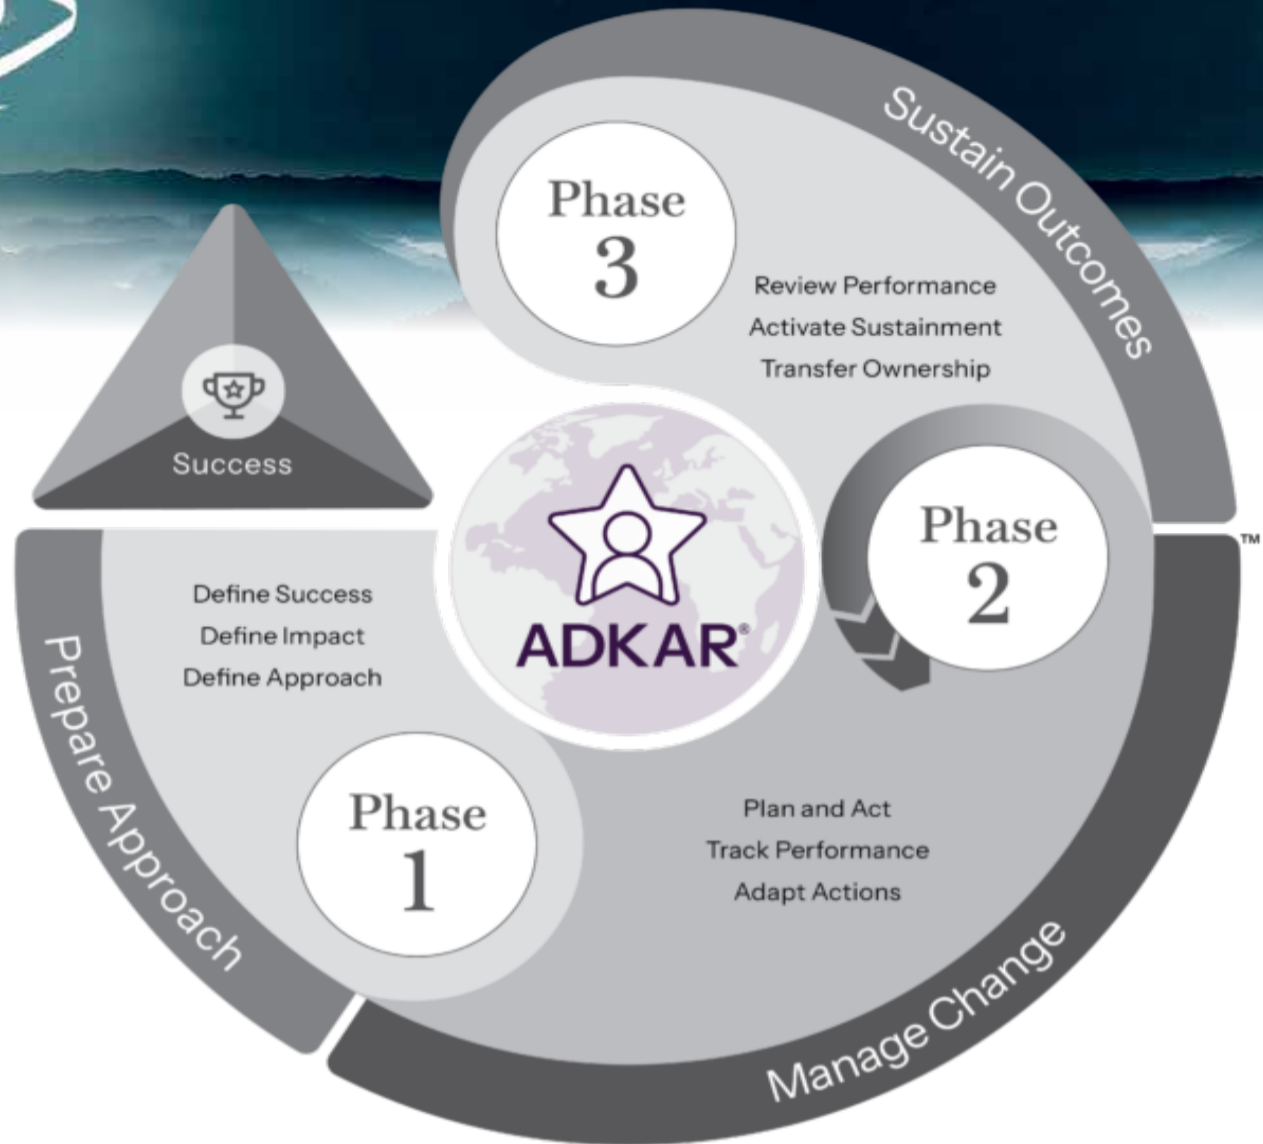 Sustain Outcomes
Phase
3
Review Performance
Activate Sustainment
Transfer Ownership
Success
Phase
2
™
ADKAR®
Define Success
Define Impact
Define Approach
Prepare Approach
Phase
1
Plan and Act
Track Performance
Adapt Actions
Manage Change